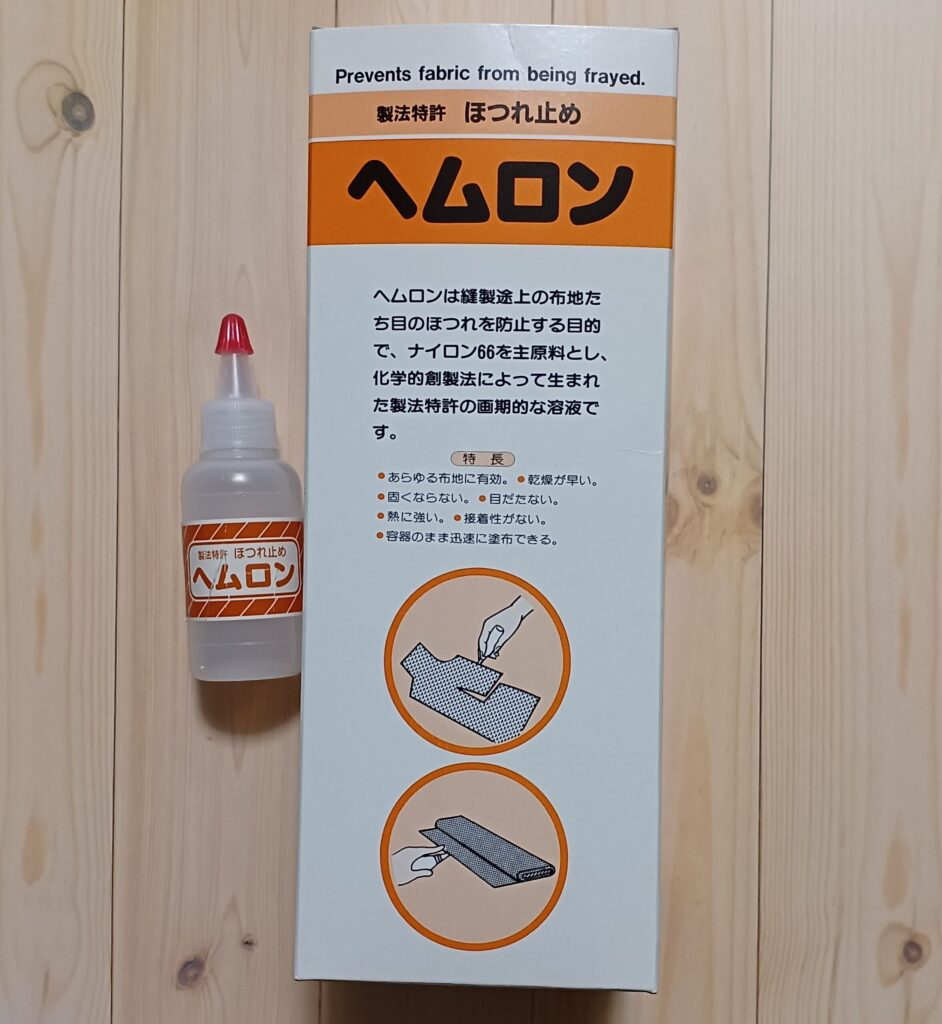 Prevents fabric from being frayed.
製法特許 ほつれ止め
ヘムロン
ヘムロンは縫製途上の布地た
ち目のほつれを防止する目的
で、ナイロン66を主原料とし、
化学的創製法によって生まれ
た製法特許の画期的な溶液で
す。
特長
●あらゆる布地に有効。 ●乾燥が早い。
●固くならない。 ●目だたない。
●熱に強い。 ●接着性がない。
●容器のまま迅速に塗布できる。
製法特許 ほつれ止め
ヘムロン